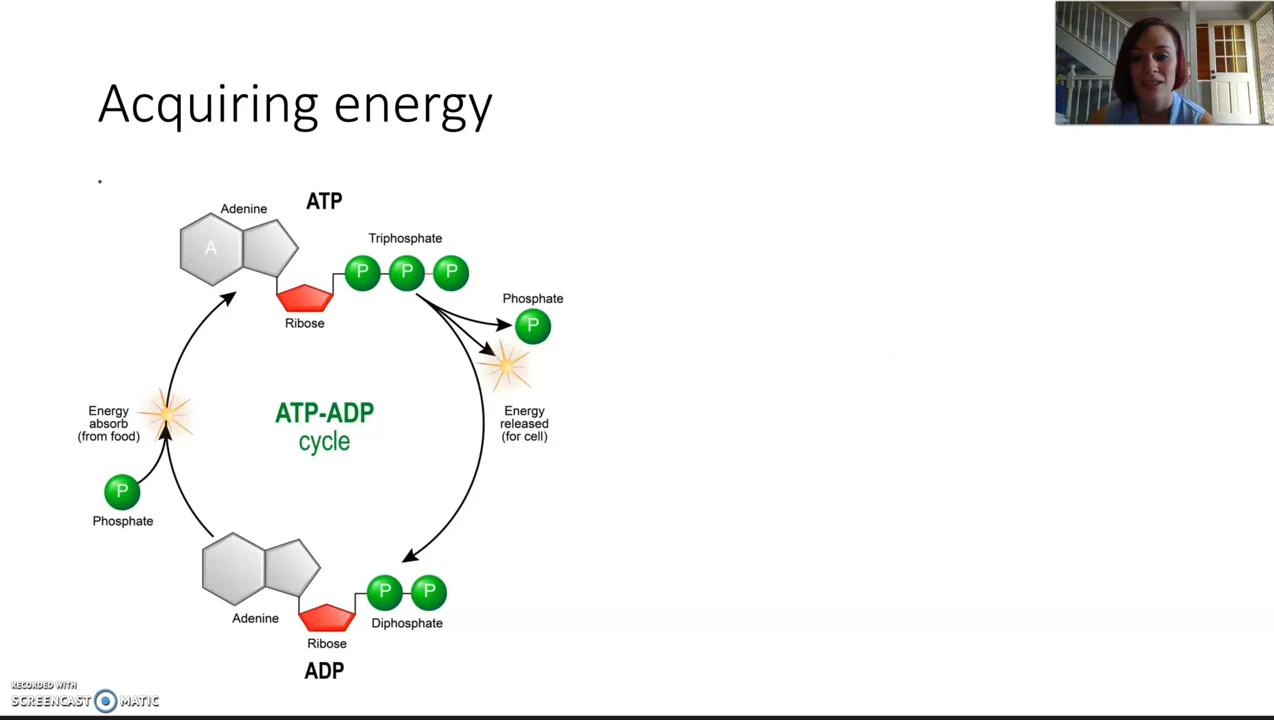 Acquiring energy
ATP
Adenine
A
Triphosphate
P P P
Ribose
Phosphate
P
Energy
absorb
(from food)
ATP-ADP
cycle
Energy
released
(for cell)
P
Phosphate
P P
Adenine
Diphosphate
Ribose
ADP
RECORDED WITH
SCREENCAST MATIC